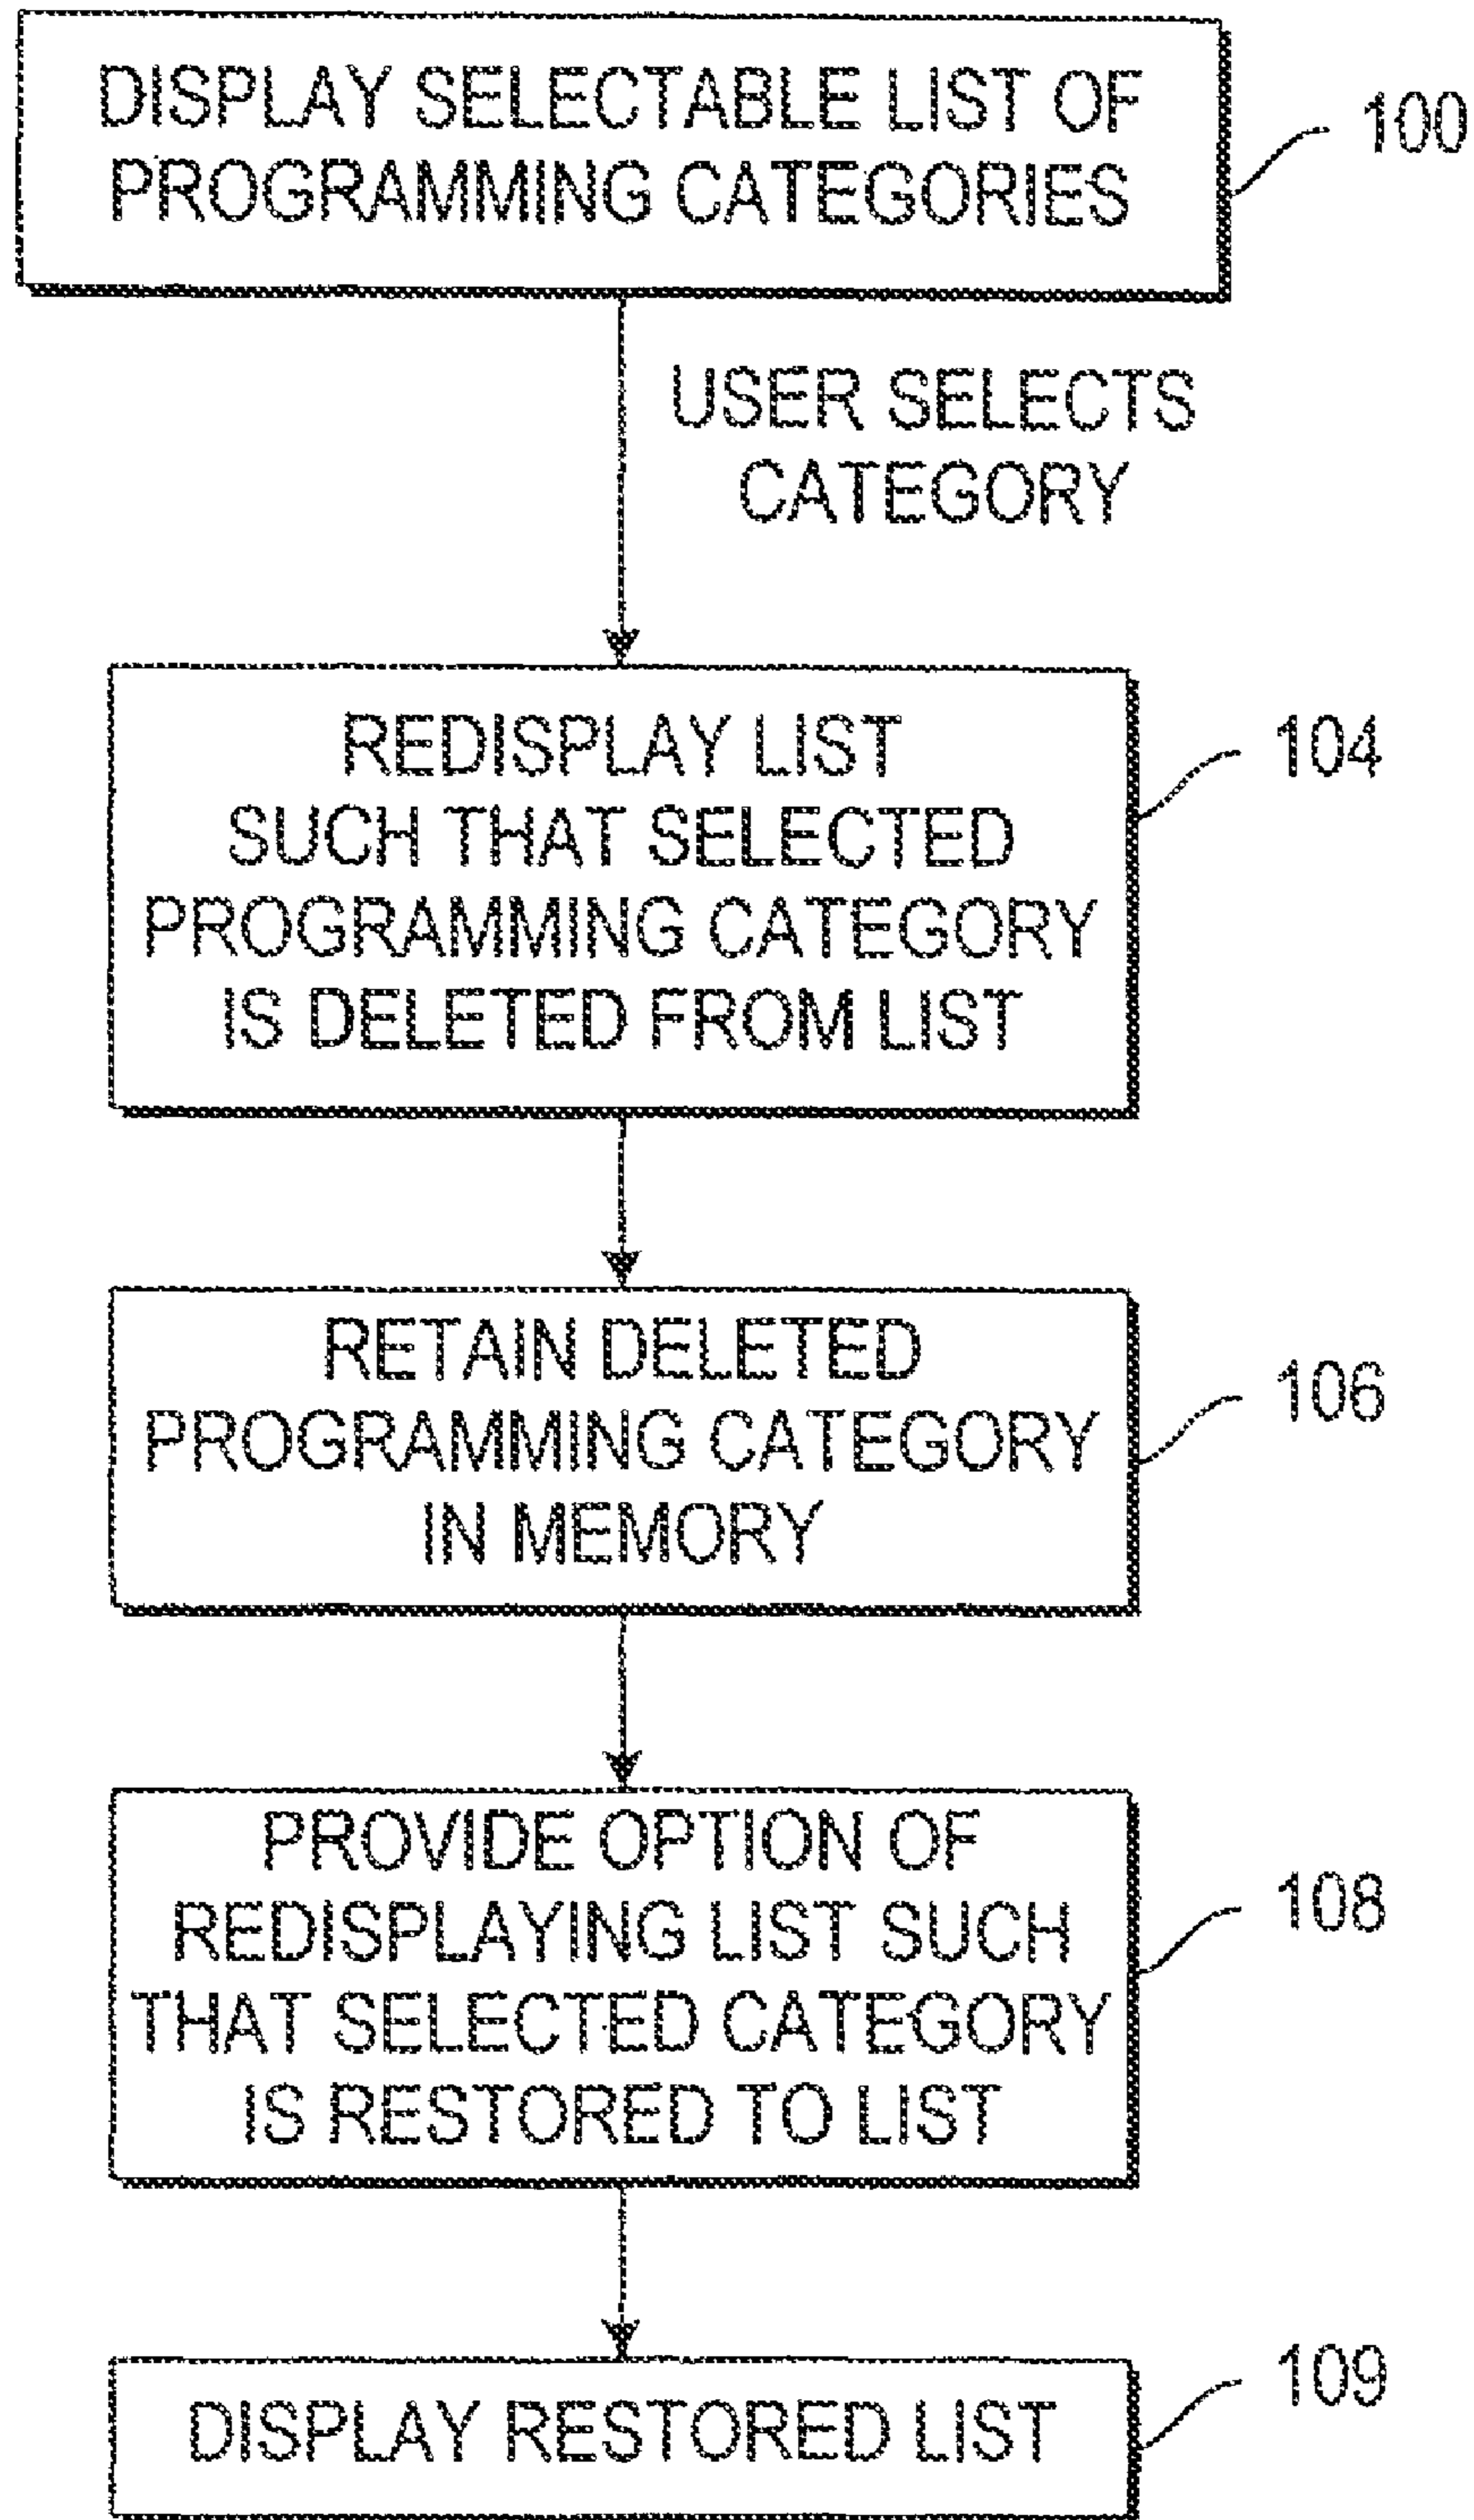 DISPLAY SELECTABLE LIST OF
PROGRAMMING CATEGORIES
100
USER SELECTS
CATEGORY
REDISPLAY LIST
SUCH THAT SELECTED
PROGRAMMING CATEGORY
IS DELETED FROM LIST
104
RETAIN DELETED
PROGRAMMING CATEGORY
IN MEMORY
106
PROVIDE OPTION OF
REDISPLAYING LIST SUCH
THAT SELECTED CATEGORY
IS RESTORED TO LIST
108
DISPLAY RESTORED LIST
109